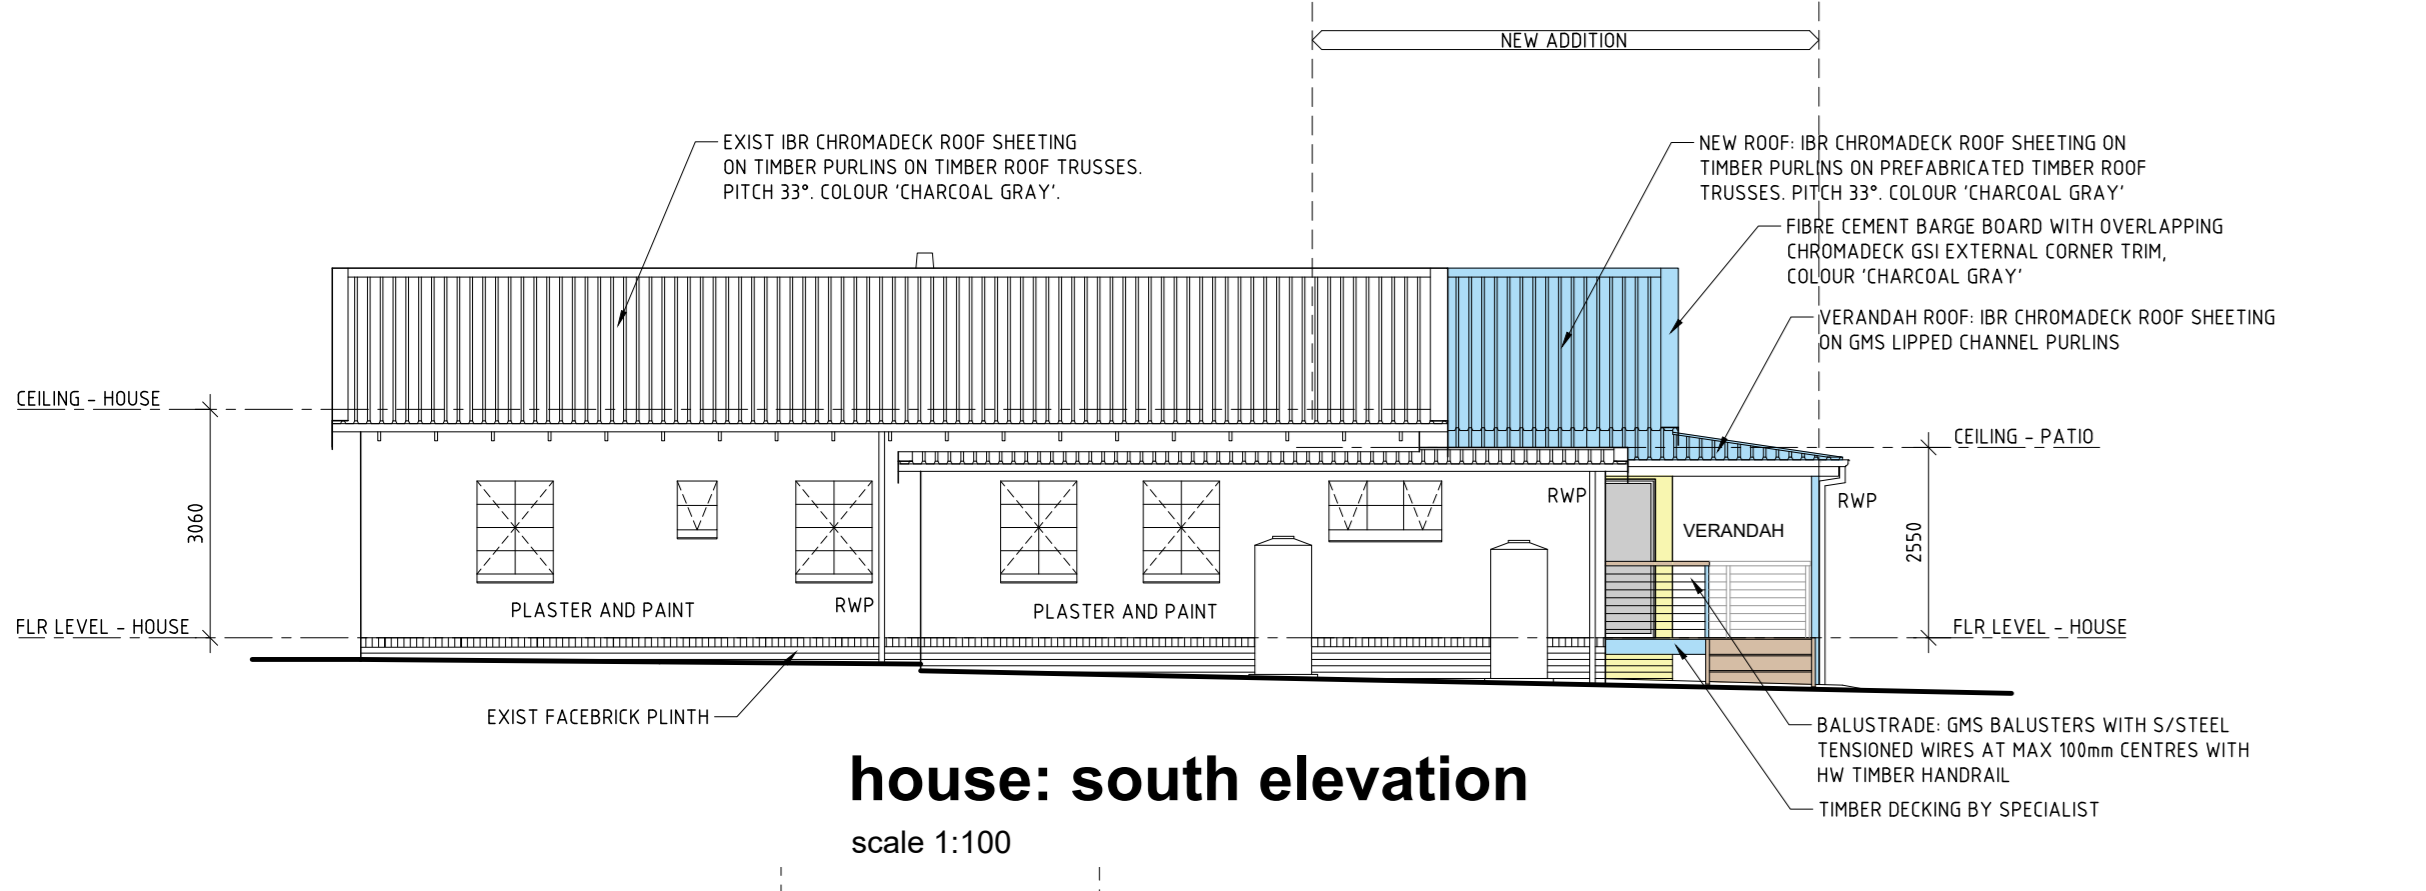 NEW ADDITION
EXIST IBR CHROMADECK ROOF SHEETING
ON TIMBER PURLINS ON TIMBER ROOF TRUSSES.
PITCH 33°. COLOUR 'CHARCOAL GRAY'.
NEW ROOF: IBR CHROMADECK ROOF SHEETING ON
TIMBER PURLINS ON PREFABRICATED TIMBER ROOF
TRUSSES. PITCH 33°. COLOUR 'CHARCOAL GRAY'
FIBRE CEMENT BARGE BOARD WITH OVERLAPPING
CHROMADECK GSI EXTERNAL CORNER TRIM,
COLOUR 'CHARCOAL GRAY'
VERANDAH ROOF: IBR CHROMADECK ROOF SHEETING
ON GMS LIPPED CHANNEL PURLINS
CEILING - HOUSE
CEILING - PATIO
3060
RWP
RWP
VERANDAH
2550
PLASTER AND PAINT
RWP
PLASTER AND PAINT
FLR LEVEL - HOUSE
FLR LEVEL - HOUSE
EXIST FACEBRICK PLINTH
BALUSTRADE: GMS BALUSTERS WITH S/STEEL
TENSIONED WIRES AT MAX 100mm CENTRES WITH
HW TIMBER HANDRAIL
TIMBER DECKING BY SPECIALIST
house: south elevation
scale 1:100